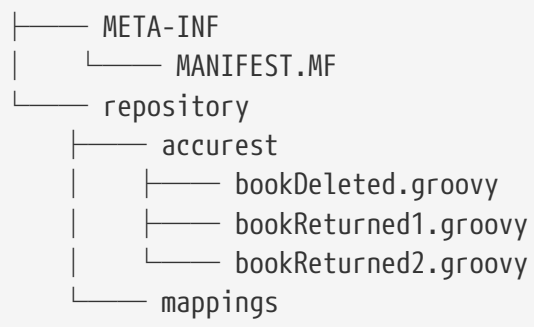 ├── META-INF
│   └── MANIFEST.MF
└── repository
    ├── accurest
    │   ├── bookDeleted.groovy
    │   ├── bookReturned1.groovy
    │   └── bookReturned2.groovy
    └── mappings